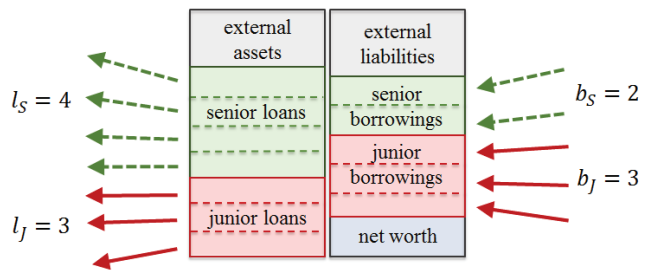 external
assets
senior loans
junior loans
external
liabilities
senior
borrowings
junior
borrowings
net worth
l_S = 4
l_J = 3
b_S = 2
b_J = 3